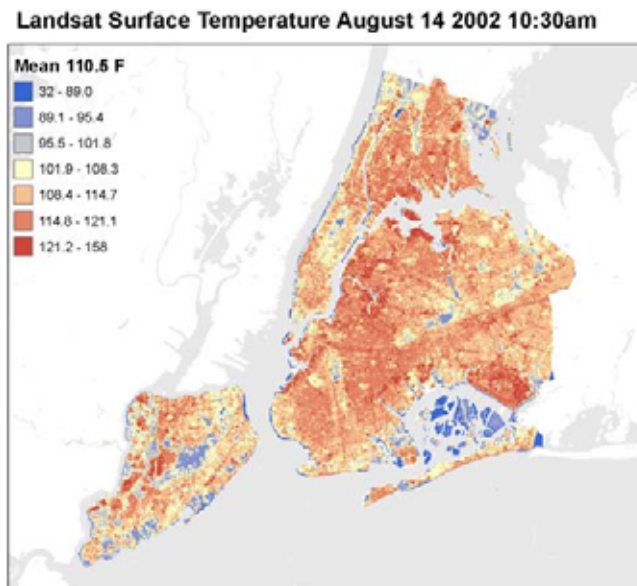 Landsat Surface Temperature August 14 2002 10:30am
Mean 110.5 F
32 - 89.0
89.1 - 95.4
95.5 - 101.8
101.9 - 108.3
108.4 - 114.7
114.8 - 121.1
121.2 - 158